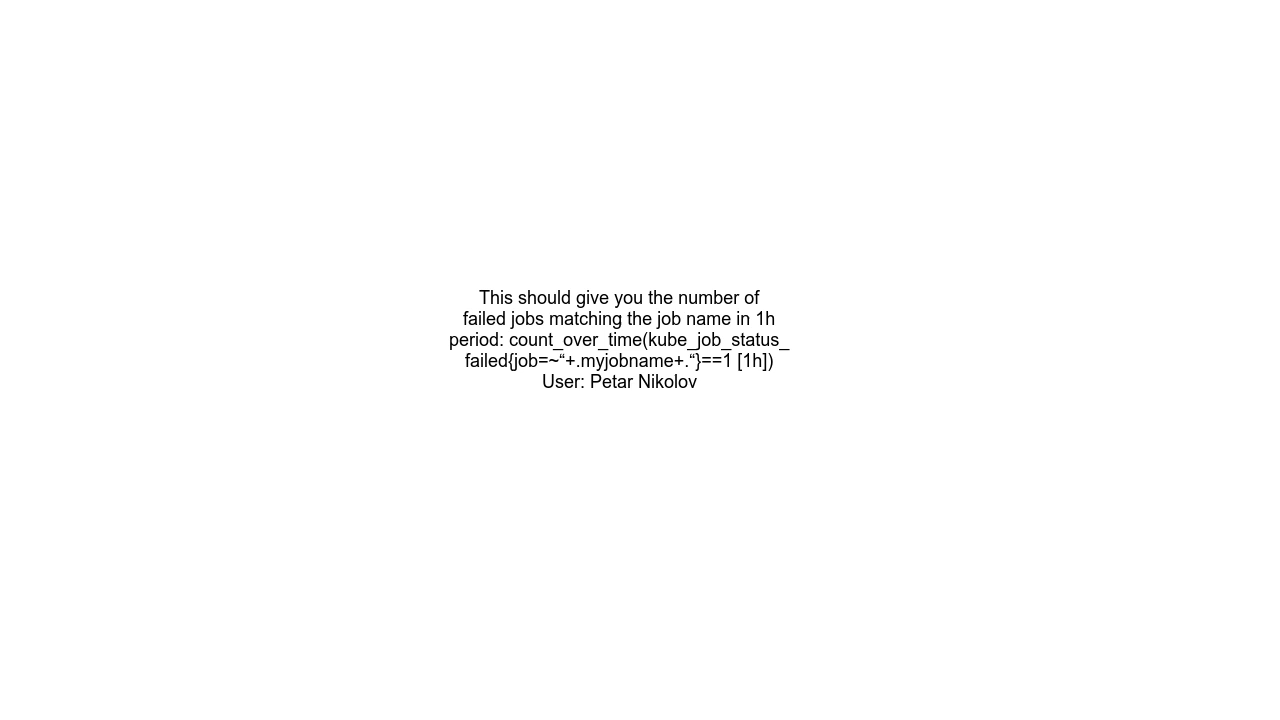 This should give you the number of
failed jobs matching the job name in 1h
period: count_over_time(kube_job_status_
failed{job=~“+.myjobname+.“}==1 [1h])
User: Petar Nikolov